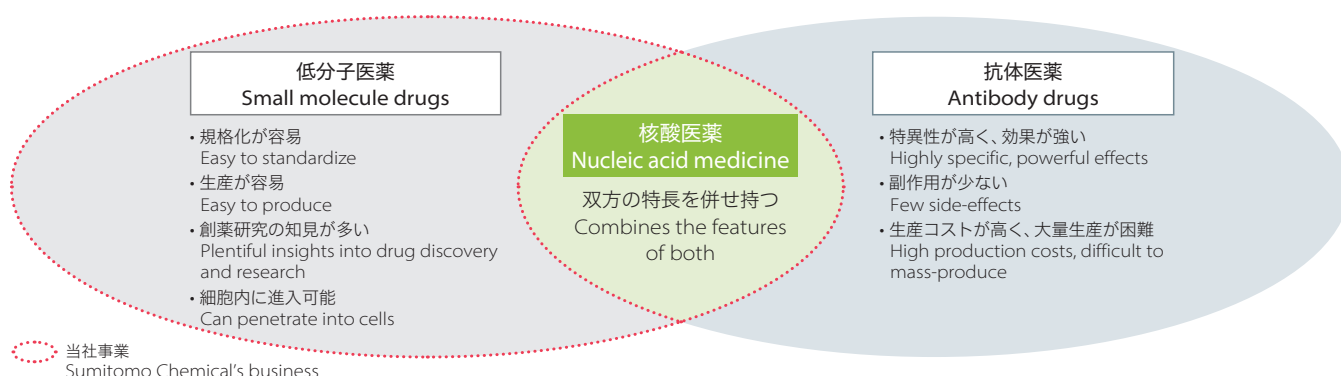 低分子医薬
Small molecule drugs
・規格化が容易
Easy to standardize
・生産が容易
Easy to produce
・創薬研究の知見が多い
Plentiful insights into drug discovery
and research
・細胞内に進入可能
Can penetrate into cells
核酸医薬
Nucleic acid medicine
双方の特長を併せ持つ
Combines the features
of both
抗体医薬
Antibody drugs
・特異性が高く、効果が強い
Highly specific, powerful effects
・副作用が少ない
Few side-effects
・生産コストが高く、大量生産が困難
High production costs, difficult to
mass-produce
当社事業
Sumitomo Chemical's business